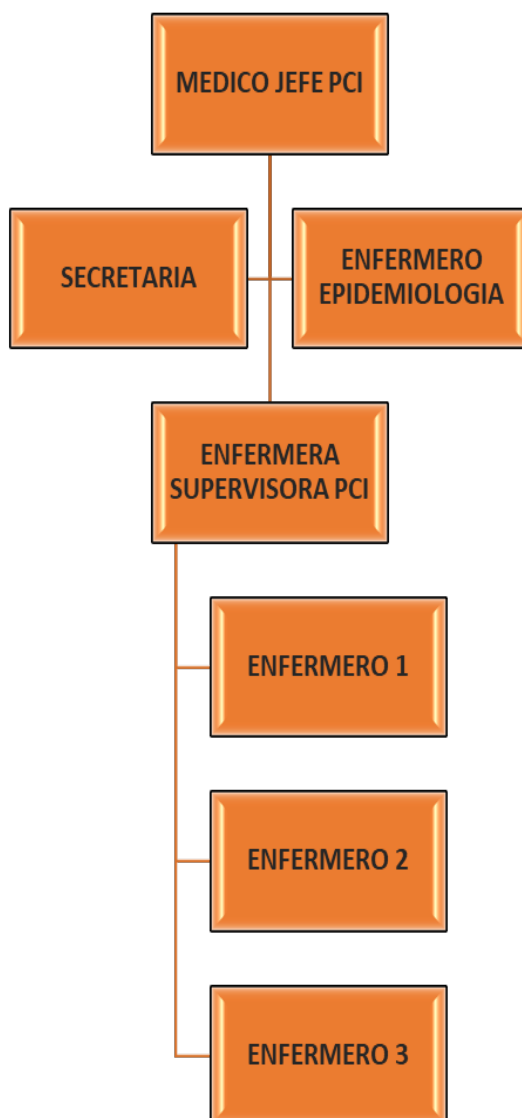 MEDICO JEFE PCI
SECRETARIA
ENFERMERO
EPIDEMIOLOGIA
ENFERMERA
SUPERVISORA PCI
ENFERMERO 1
ENFERMERO 2
ENFERMERO 3